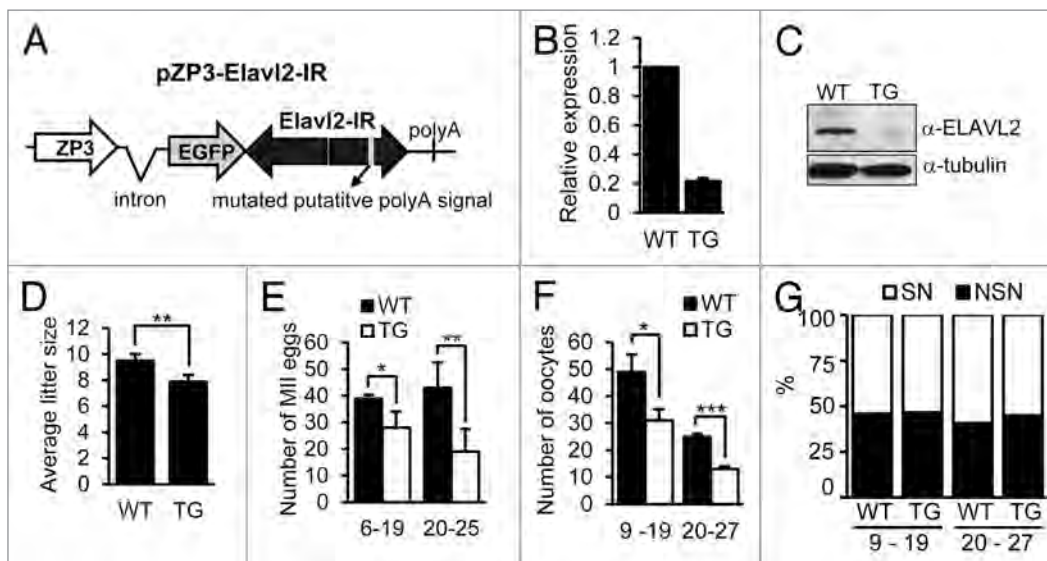 A
pZP3-Elavl2-IR
ZP3
EGFP
Elavl2-IR
polyA
intron
mutated putatitve polyA signal
B
Relative expression
1.2
1
0.8
0.6
0.4
0.2
0
WT TG
C
WT TG
α-ELAVL2
α-tubulin
D
Average litter size
12
10
8
6
4
2
0
**
WT TG
E
WT
TG
Number of MII eggs
60
50
40
30
20
10
0
*
**
6-19 20-25
F
WT
TG
Number of oocytes
60
50
40
30
20
10
0
*
***
9 -19 20-27
G
SN NSN
%
100
75
50
25
0
WT TG WT TG
9 - 19 20 - 27